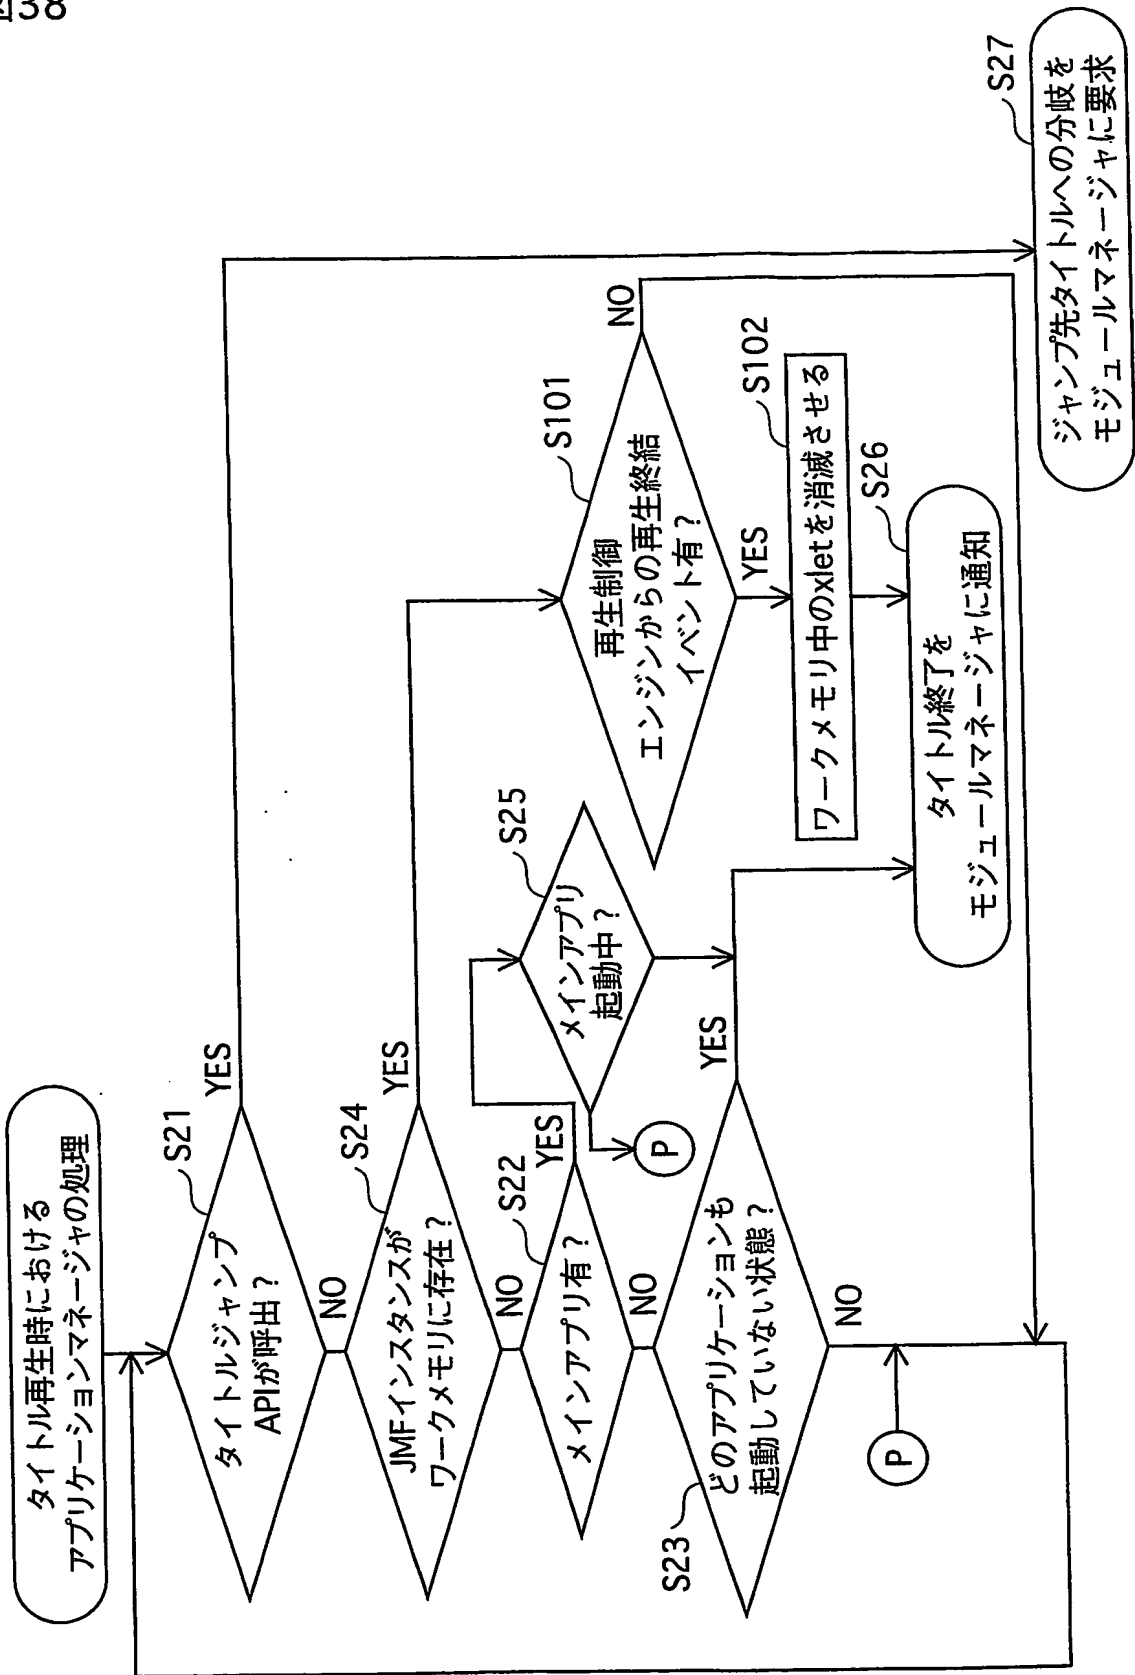 図38
タイトル再生時における
アプリケーションマネージャの処理
S21
タイトルジャンプ
APIが呼出？
YES
NO
S24
JMFインスタンスが
ワークメモリに存在？
YES
NO
S22
メインアプリ有？
YES
NO
S25
メインアプリ
起動中？
P
S23
どのアプリケーションも
起動していない状態？
YES
NO
P
S101
再生制御
エンジンからの再生終結
イベント有？
NO
YES
S102
ワークメモリ中のxletを消滅させる
S26
タイトル終了を
モジュールマネージャに通知
S27
ジャンプ先タイトルへの分岐を
モジュールマネージャに要求